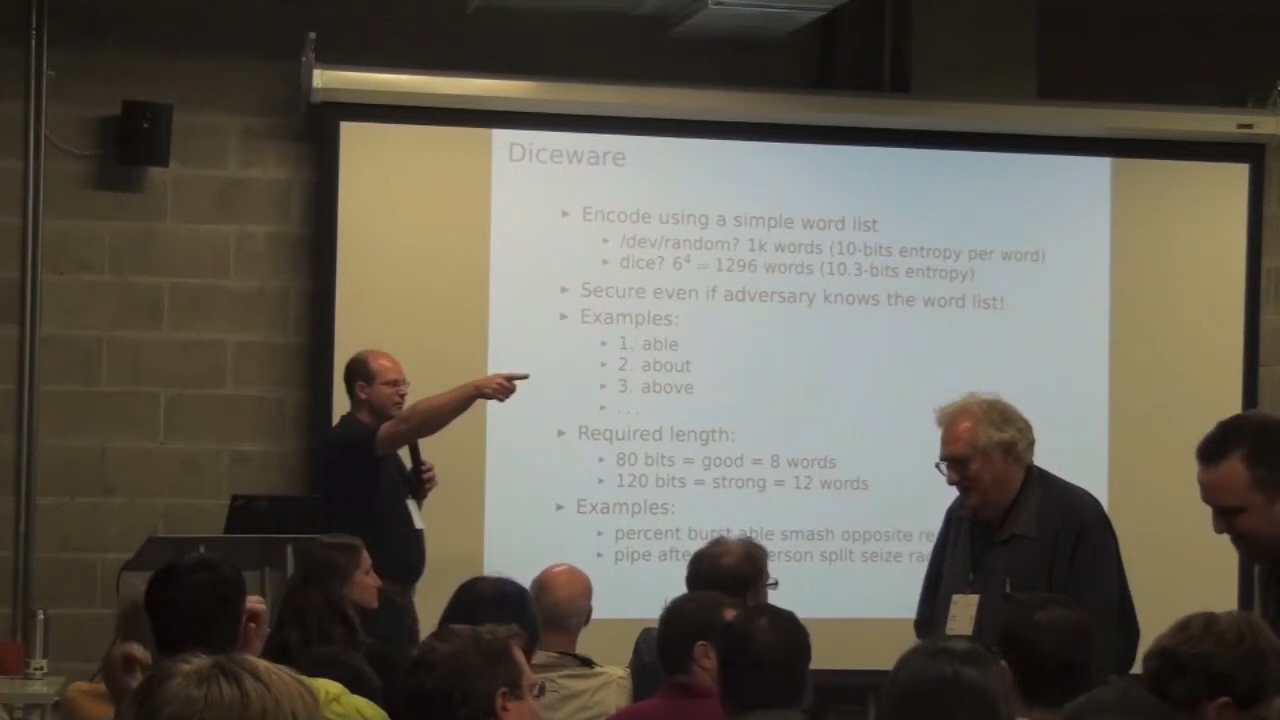 Diceware
▸ Encode using a simple word list
▸ /dev/random? 1k words (10-bits entropy per word)
▸ dice? 6⁴ = 1296 words (10.3-bits entropy)
▸ Secure even if adversary knows the word list!
▸ Examples:
▸ 1. able
▸ 2. about
▸ 3. above
▸ ...
▸ Required length:
▸ 80 bits = good = 8 words
▸ 120 bits = strong = 12 words
▸ Examples:
▸ percent burst able smash opposite
▸ pipe split seize